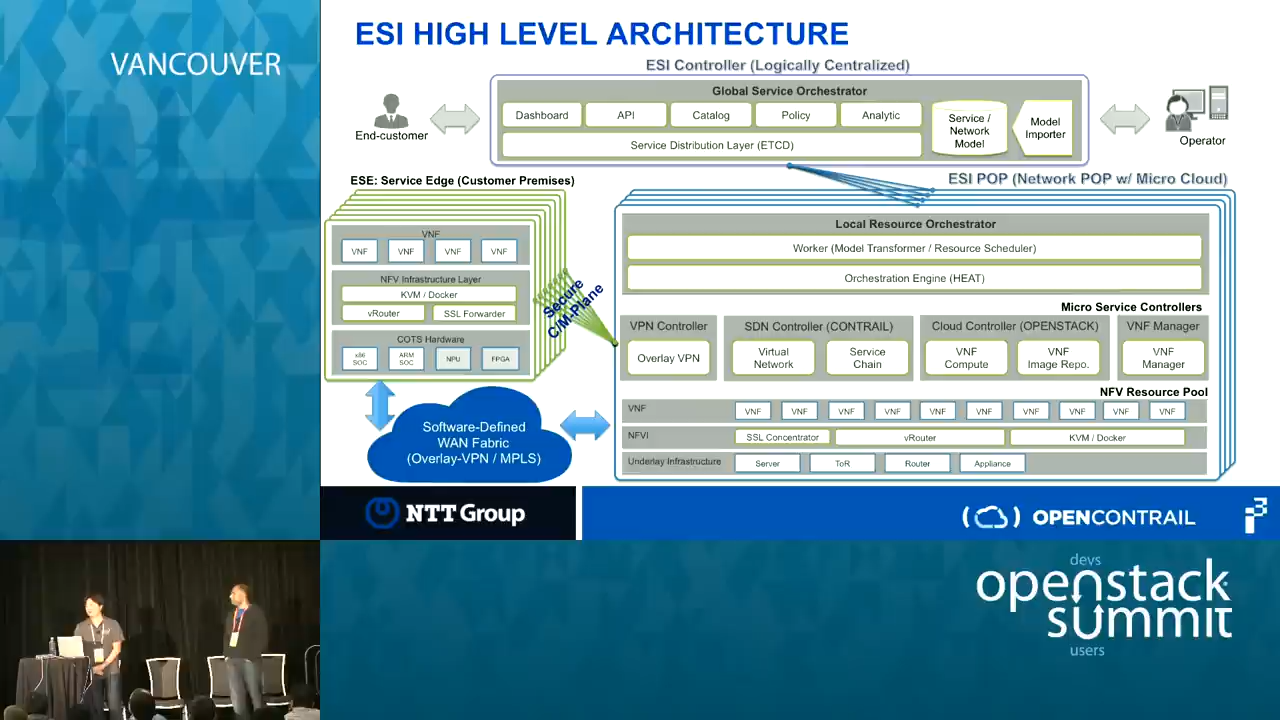 VANCOUVER
ESI HIGH LEVEL ARCHITECTURE
ESI Controller (Logically Centralized)
Global Service Orchestrator
End-customer
Dashboard
API
Catalog
Policy
Analytic
Service Distribution Layer (ETCD)
Service /
Network
Model
Model
Importer
Operator
ESE: Service Edge (Customer Premises)
VNF
VNF
VNF
VNF
VNF
NFV Infrastructure Layer
KVM / Docker
vRouter
SSL Forwarder
COTS Hardware
x86
SOC
ARM
SOC
NPU
FPGA
Secure
C/M-Plane
Software-Defined
WAN Fabric
(Overlay-VPN / MPLS)
ESI POP (Network POP w/ Micro Cloud)
Local Resource Orchestrator
Worker (Model Transformer / Resource Scheduler)
Orchestration Engine (HEAT)
Micro Service Controllers
VPN Controller
Overlay VPN
SDN Controller (CONTRAIL)
Virtual
Network
Service
Chain
Cloud Controller (OPENSTACK)
VNF
Compute
VNF
Image Repo.
VNF Manager
VNF
Manager
NFV Resource Pool
VNF
VNF
VNF
VNF
VNF
VNF
VNF
VNF
VNF
VNF
VNF
NFVI
SSL Concentrator
vRouter
KVM / Docker
Underlay Infrastructure
Server
ToR
Router
Appliance
NTT Group
OPENCONTRAIL
devs
openstack
summit
users